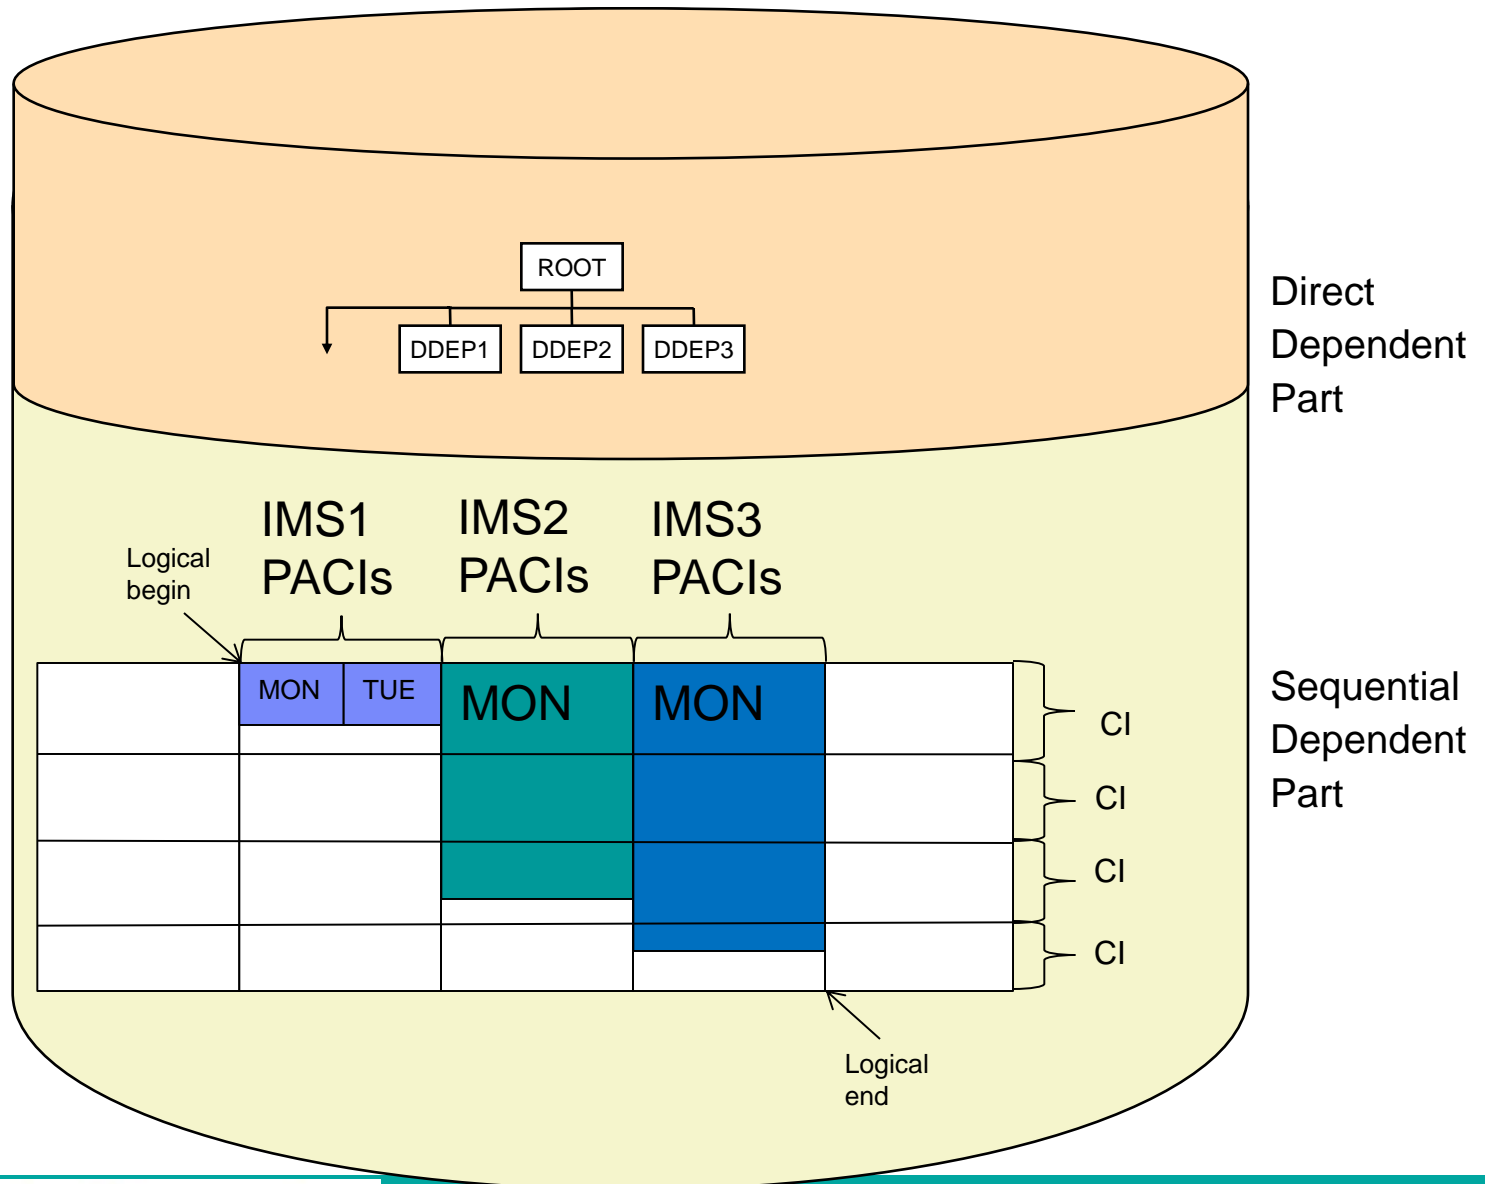 ROOT
DDEP1
DDEP2
DDEP3
Direct
Dependent
Part
IMS1
PACIs
IMS2
PACIs
IMS3
PACIs
Logical
begin
MON
TUE
MON
MON
CI
CI
CI
CI
Sequential
Dependent
Part
Logical
end